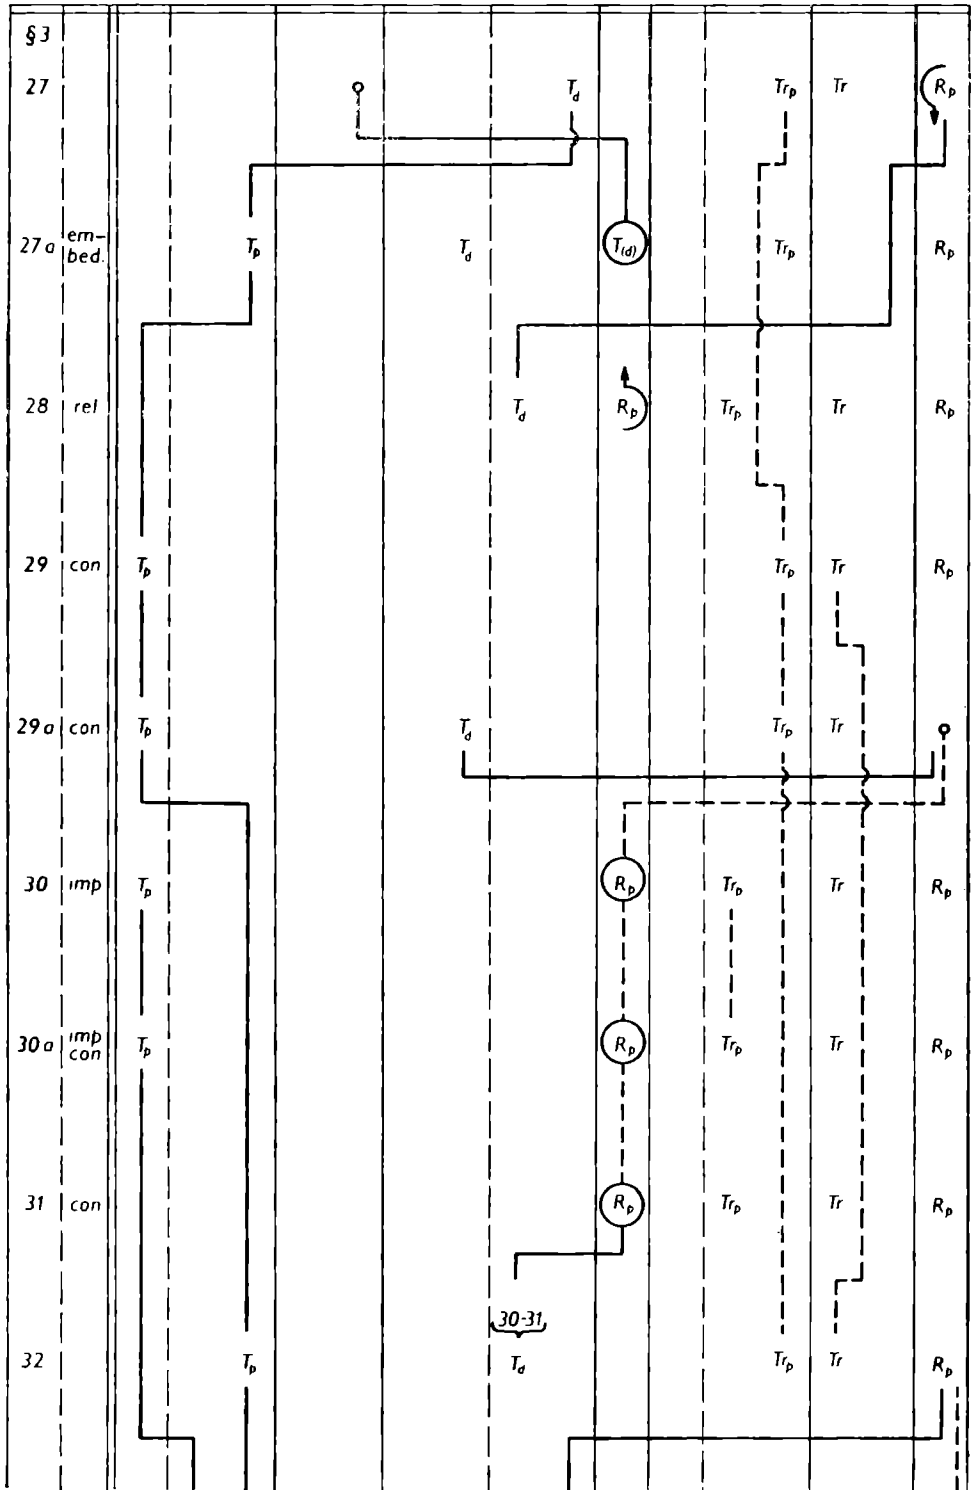 §3
27 T_d Tr_p Tr R_p
27a em-bed. T_p T_d T_(d) Tr_p R_p
28 rel T_d R_p Tr_p Tr R_p
29 con T_p Tr_p Tr R_p
29a con T_p T_d Tr_p Tr
30 imp T_p R_p Tr_p Tr R_p
30a imp con T_p R_p Tr_p Tr R_p
31 con R_p Tr_p Tr R_p
30-31
32 T_p T_d Tr_p Tr R_p